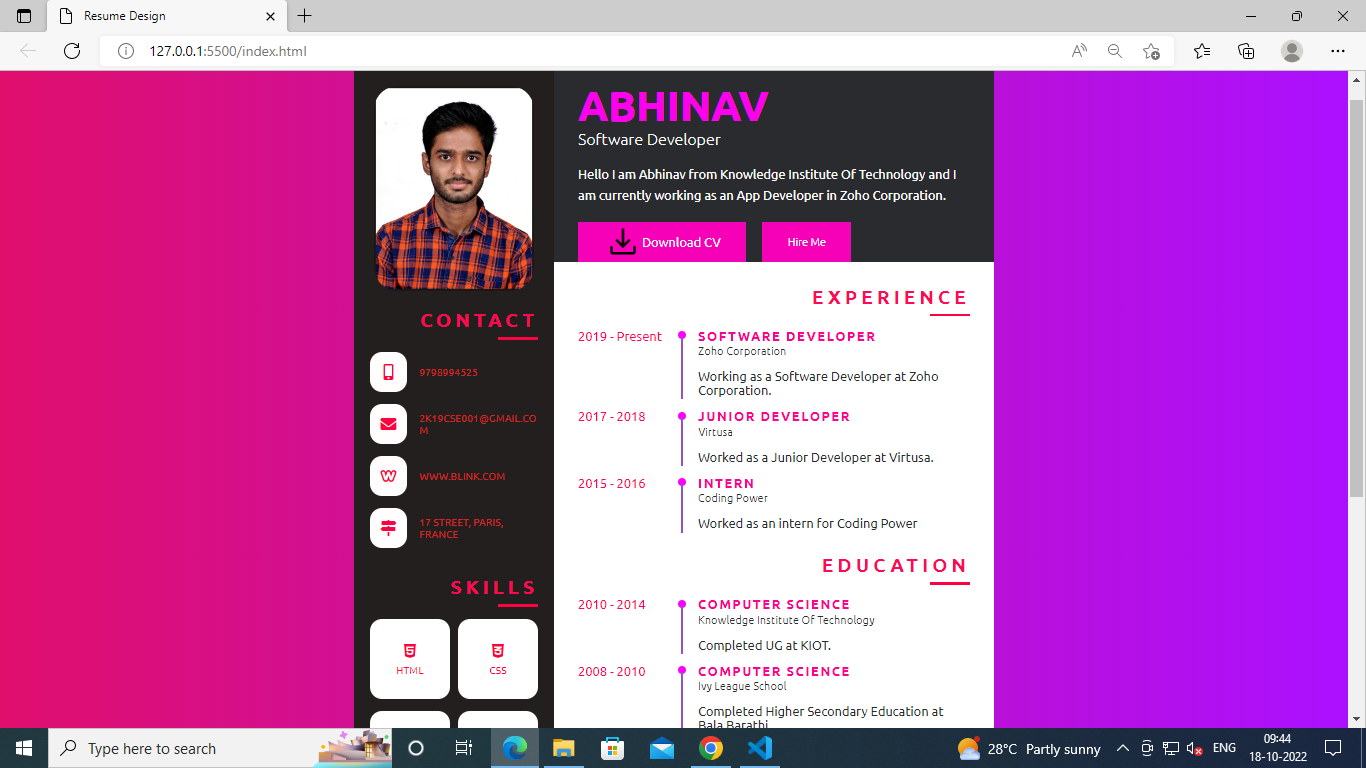 Resume Design
127.0.0.1:5500/index.html
ABHINAV
Software Developer
Hello I am Abhinav from Knowledge Institute Of Technology and I
am currently working as an App Developer in Zoho Corporation.
Download CV
Hire Me
CONTACT
9798994525
2K19CSE001@GMAIL.CO
M
WWW.BLINK.COM
17 STREET, PARIS,
FRANCE
SKILLS
HTML
CSS
EXPERIENCE
2019 - Present
SOFTWARE DEVELOPER
Zoho Corporation
Working as a Software Developer at Zoho
Corporation.
2017 - 2018
JUNIOR DEVELOPER
Virtusa
Worked as a Junior Developer at Virtusa.
2015 - 2016
INTERN
Coding Power
Worked as an intern for Coding Power
EDUCATION
2010 - 2014
COMPUTER SCIENCE
Knowledge Institute Of Technology
Completed UG at KIOT.
2008 - 2010
COMPUTER SCIENCE
Ivy League School
Completed Higher Secondary Education at
Bala Barathi
Type here to search
28°C Partly sunny
ENG
09:44
18-10-2022